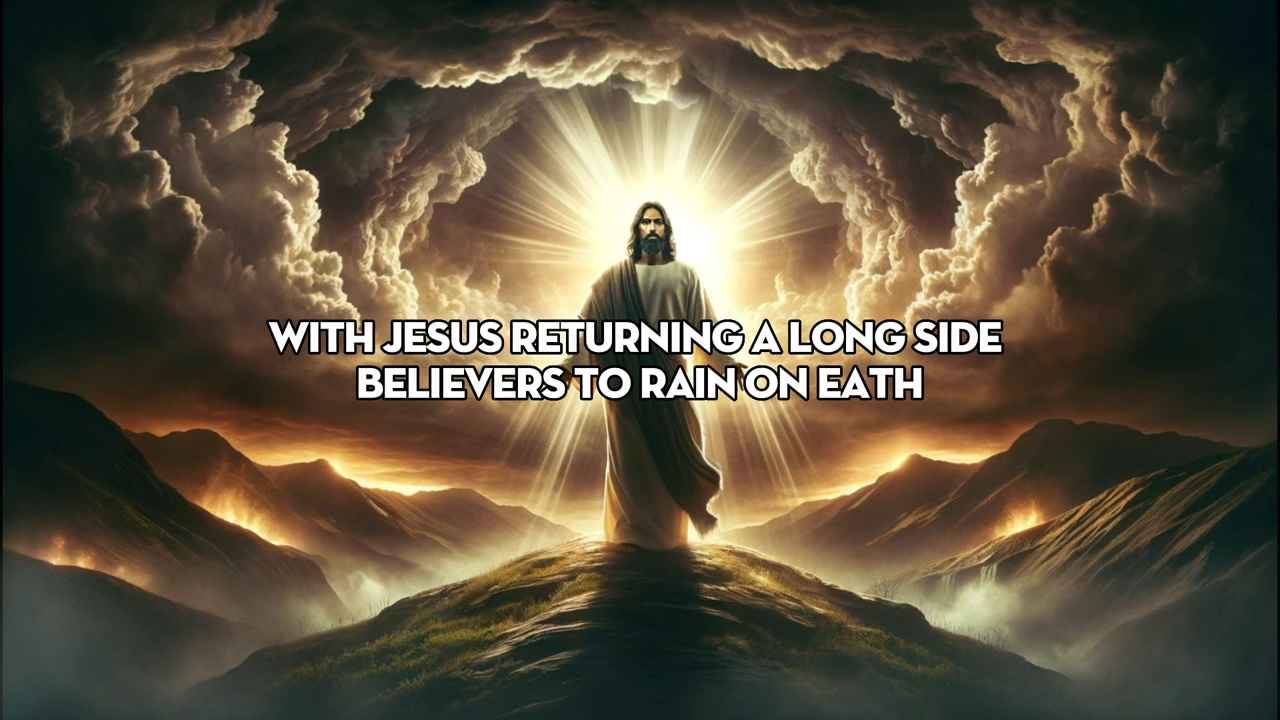 WITH JESUS RETURNING A LONG SIDE
BELIEVERS TO RAIN ON EATH